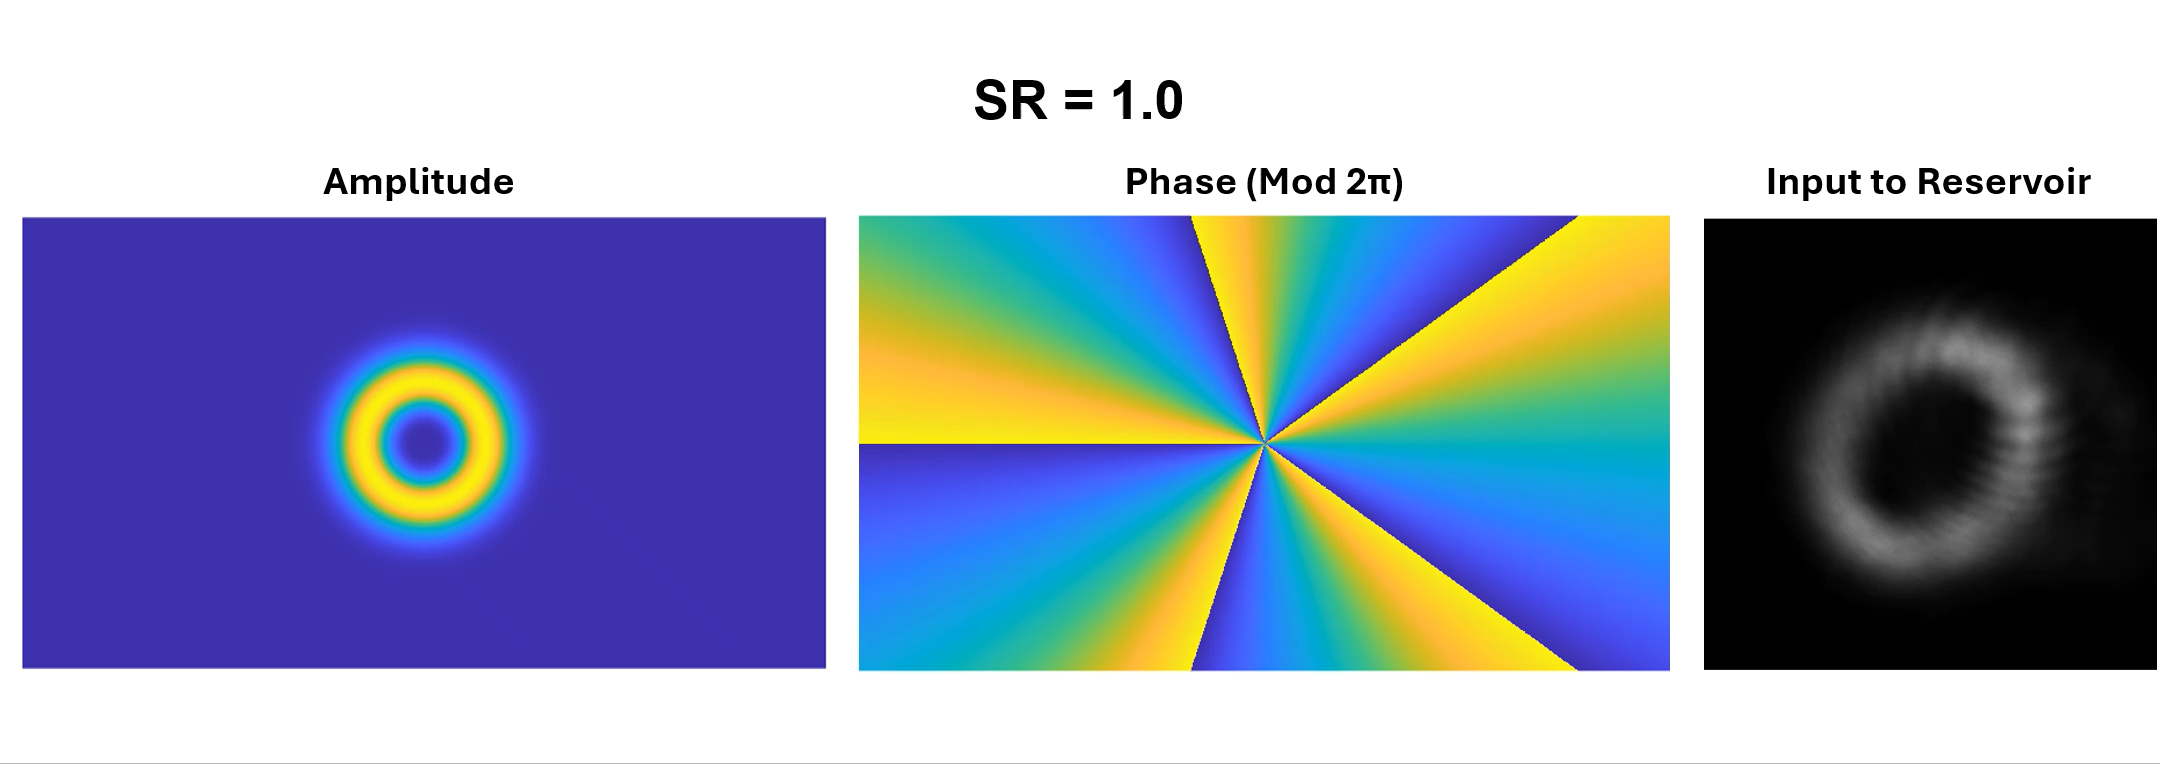 SR = 1.0
Amplitude
Phase (Mod 2π)
Input to Reservoir